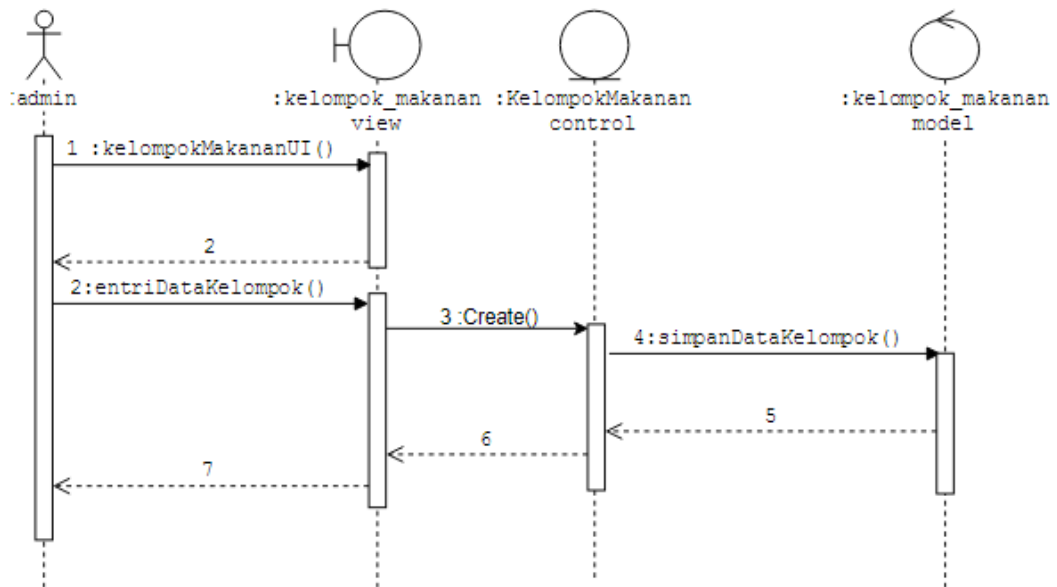 :admin
:kelompok_makanan
view
:KelompokMakanan
control
:kelompok_makanan
model
1 :kelompokMakananUI()
2
2:entriDataKelompok()
3 :Create()
4:simpanDataKelompok()
5
6
7